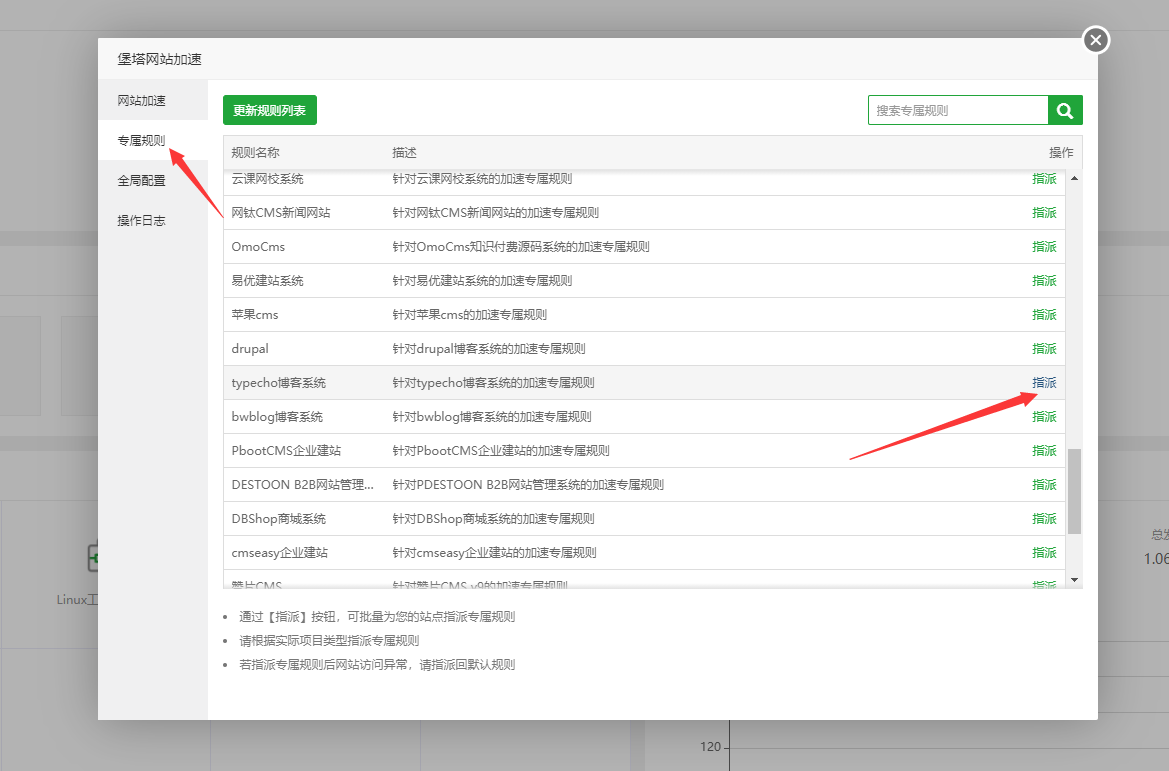 堡塔网站加速
网站加速
专属规则
全局配置
操作日志
更新规则列表
搜索专属规则
规则名称 描述 操作
云课网校系统 针对云课网校系统的加速专属规则 指派
网钛CMS新闻网站 针对网钛CMS新闻网站的加速专属规则 指派
OmoCms 针对OmoCms知识付费源码系统的加速专属规则 指派
易优建站系统 针对易优建站系统的加速专属规则 指派
苹果cms 针对苹果cms的加速专属规则 指派
drupal 针对drupal博客系统的加速专属规则 指派
typecho博客系统 针对typecho博客系统的加速专属规则 指派
bwblog博客系统 针对bwblog博客系统的加速专属规则 指派
PbootCMS企业建站 针对PbootCMS企业建站的加速专属规则 指派
DESTOON B2B网站管理... 针对PDESTOON B2B网站管理系统的加速专属规则 指派
DBShop商城系统 针对DBShop商城系统的加速专属规则 指派
cmseasy企业建站 针对cmseasy企业建站的加速专属规则 指派
赞片CMS 针对赞片CMS v9的加速专属规则 指派
• 通过【指派】按钮，可批量为您的站点指派专属规则
• 请根据实际项目类型指派专属规则
• 若指派专属规则后网站访问异常，请指派回默认规则
Linux工
总发
1.06
120